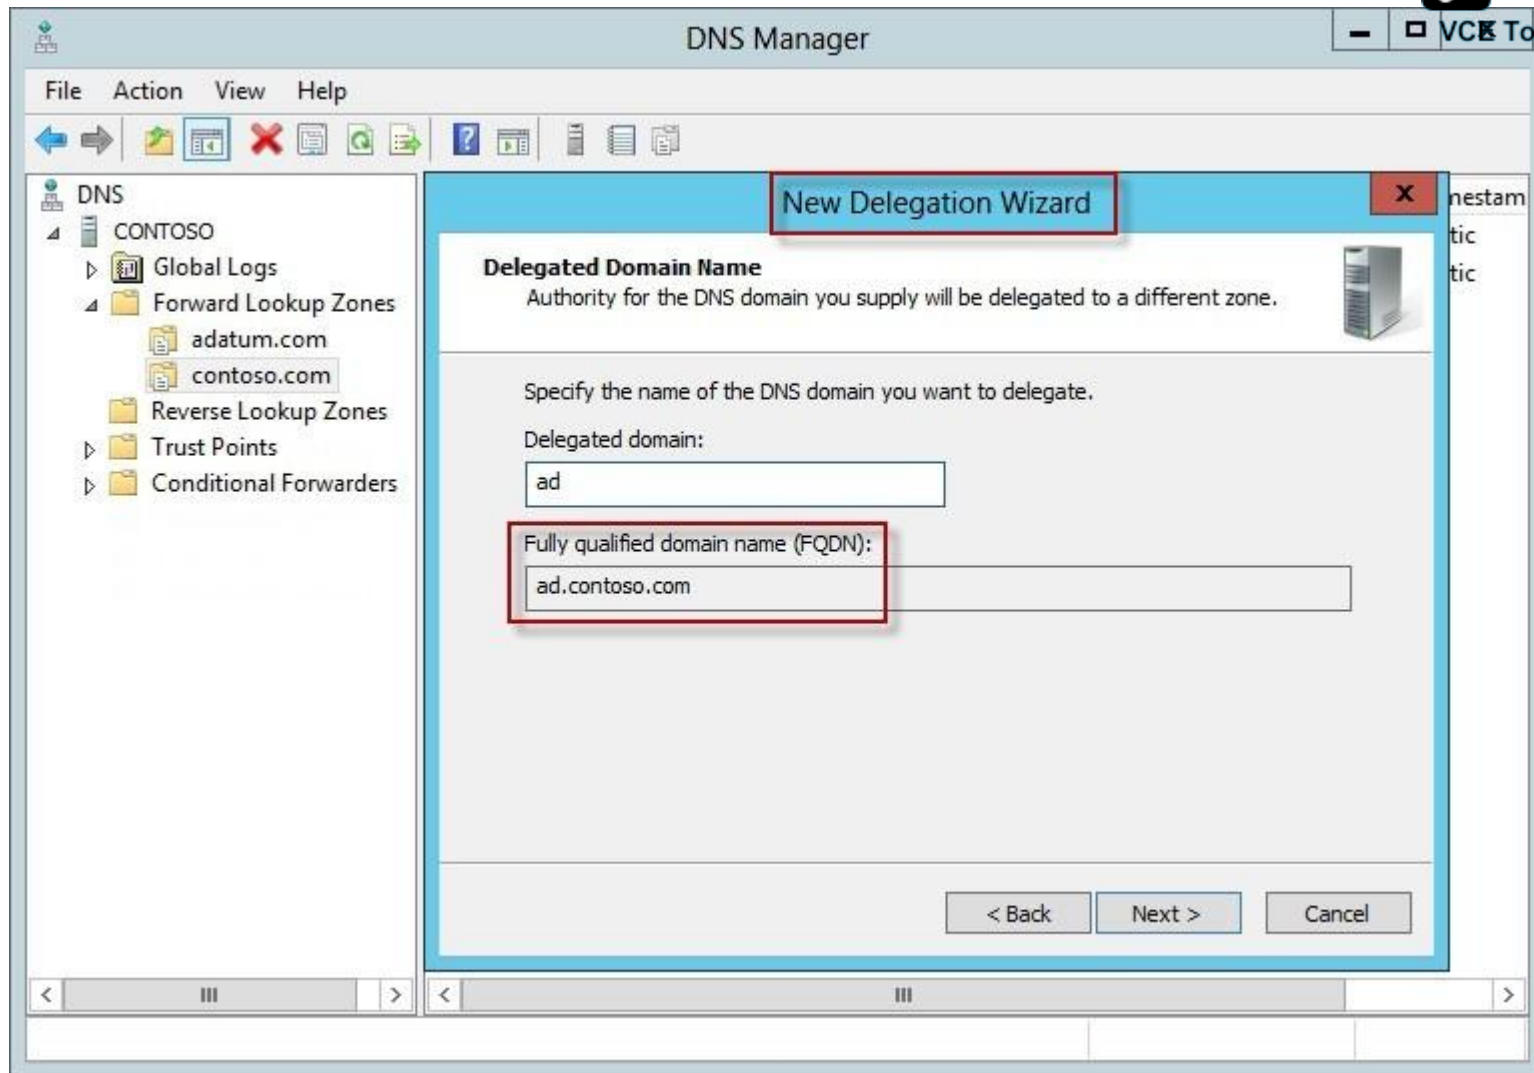 DNS Manager
VCE To
File Action View Help
DNS
CONTOSO
Global Logs
Forward Lookup Zones
adatum.com
contoso.com
Reverse Lookup Zones
Trust Points
Conditional Forwarders
New Delegation Wizard
x
nestam
tic
tic
Delegated Domain Name
Authority for the DNS domain you supply will be delegated to a different zone.
Specify the name of the DNS domain you want to delegate.
Delegated domain:
ad
Fully qualified domain name (FQDN):
ad.contoso.com
< Back Next > Cancel